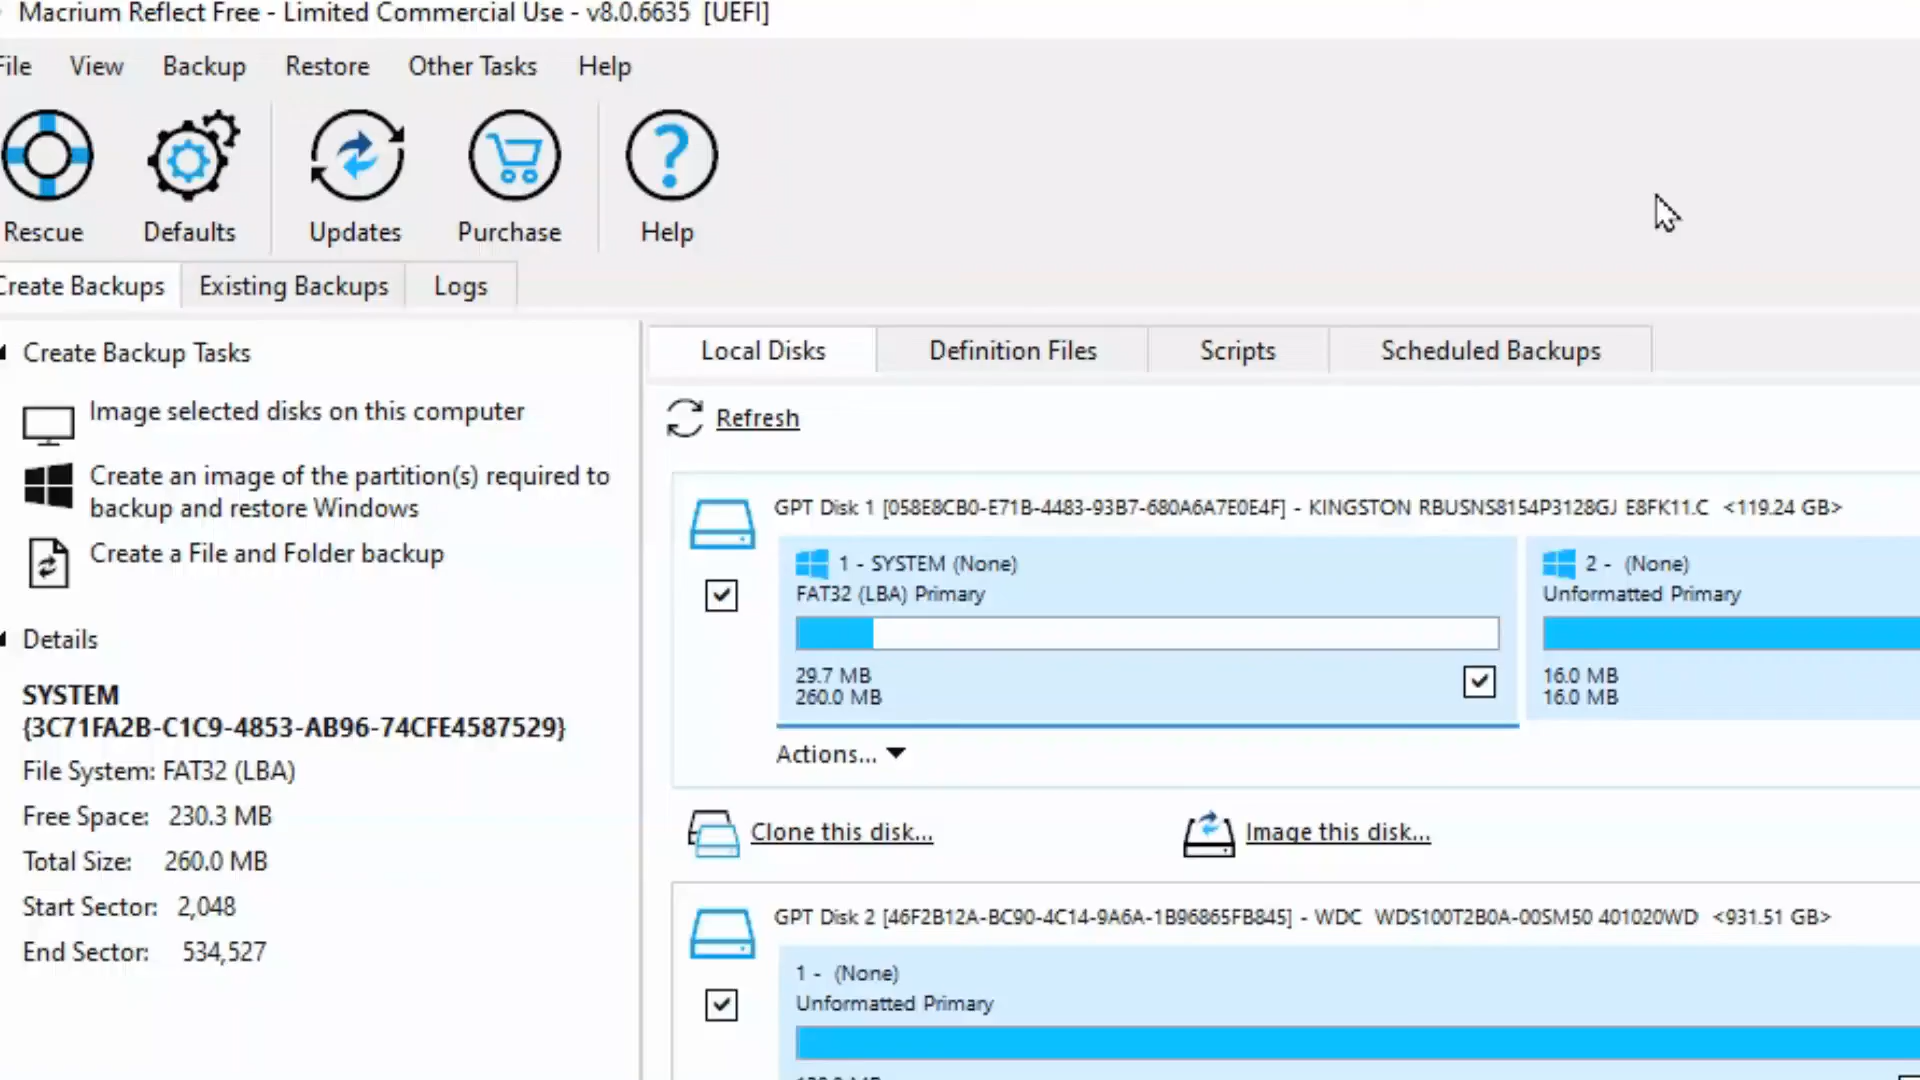 Macrium Reflect Free - Limited Commercial Use - v8.0.6635 [UEFI]
File View Backup Restore Other Tasks Help
Rescue Defaults Updates Purchase Help
Create Backups Existing Backups Logs
Create Backup Tasks
Image selected disks on this computer
Create an image of the partition(s) required to
backup and restore Windows
Create a File and Folder backup
Details
SYSTEM
{3C71FA2B-C1C9-4853-AB96-74CFE4587529}
File System: FAT32 (LBA)
Free Space: 230.3 MB
Total Size: 260.0 MB
Start Sector: 2,048
End Sector: 534,527
Local Disks Definition Files Scripts Scheduled Backups
Refresh
GPT Disk 1 [058E8CB0-E71B-4483-93B7-680A6A7E0E4F] - KINGSTON RBUSNS8154P3128GJ E8FK11.C <119.24 GB>
1 - SYSTEM (None)
FAT32 (LBA) Primary
29.7 MB
260.0 MB
2 - (None)
Unformatted Primary
16.0 MB
16.0 MB
Actions...
Clone this disk... Image this disk...
GPT Disk 2 [46F2B12A-BC90-4C14-9A6A-1B96865FB845] - WDC WDS100T2B0A-00SM50 401020WD <931.51 GB>
1 - (None)
Unformatted Primary